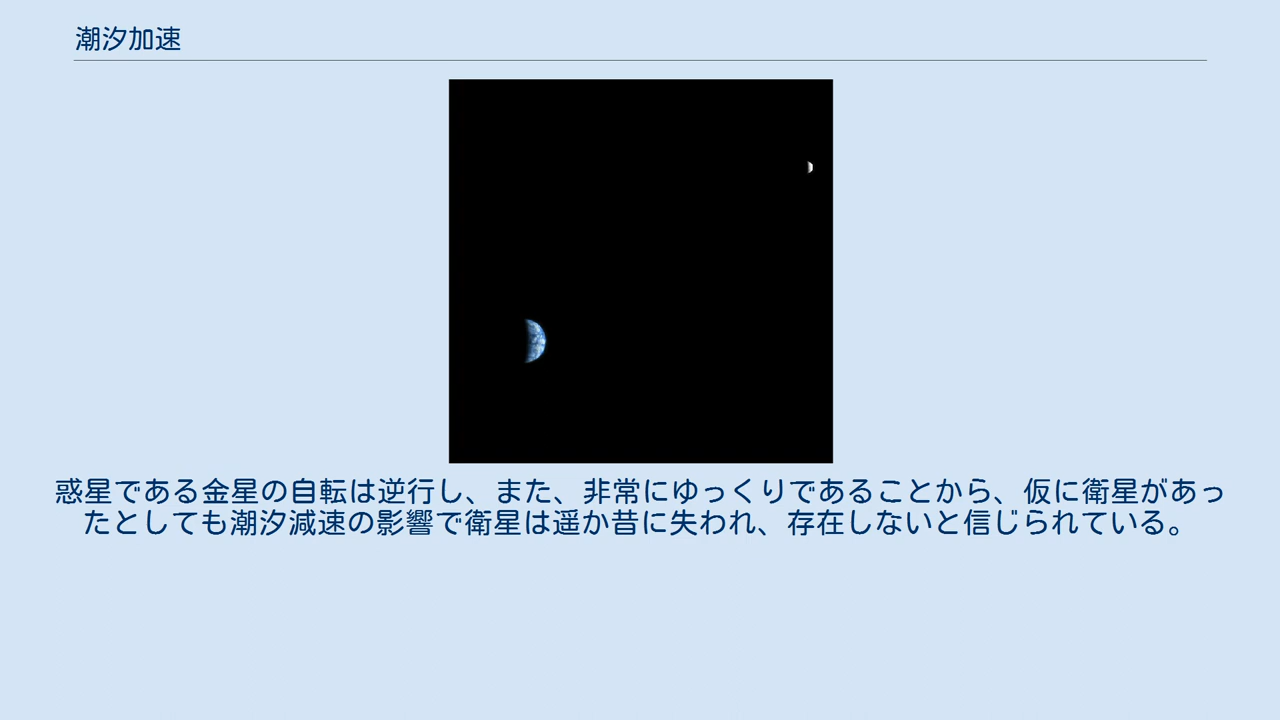 潮汐加速
惑星である金星の自転は逆行し、また、非常にゆっくりであることから、仮に衛星があっ
たとしても潮汐減速の影響で衛星は遥か昔に失われ、存在しないと信じられている。